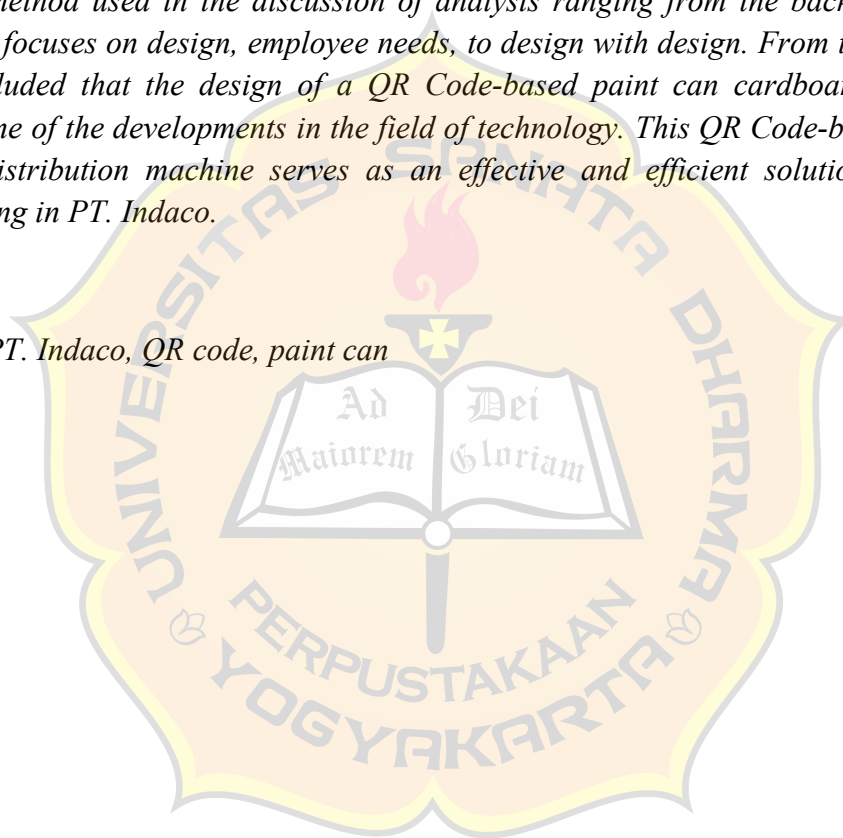 method used in the discussion of analysis ranging from the back
focuses on design, employee needs, to design with design. From t
luded that the design of a QR Code-based paint can cardboar
ne of the developments in the field of technology. This QR Code-b
istribution machine serves as an effective and efficient solutio
ng in PT. Indaco.
PT. Indaco, QR code, paint can
UNIVERSITAS SANATA DHARMA
Ad Dei
Maiorem Gloriam
PERPUSTAKAAN
YOGYAKARTA